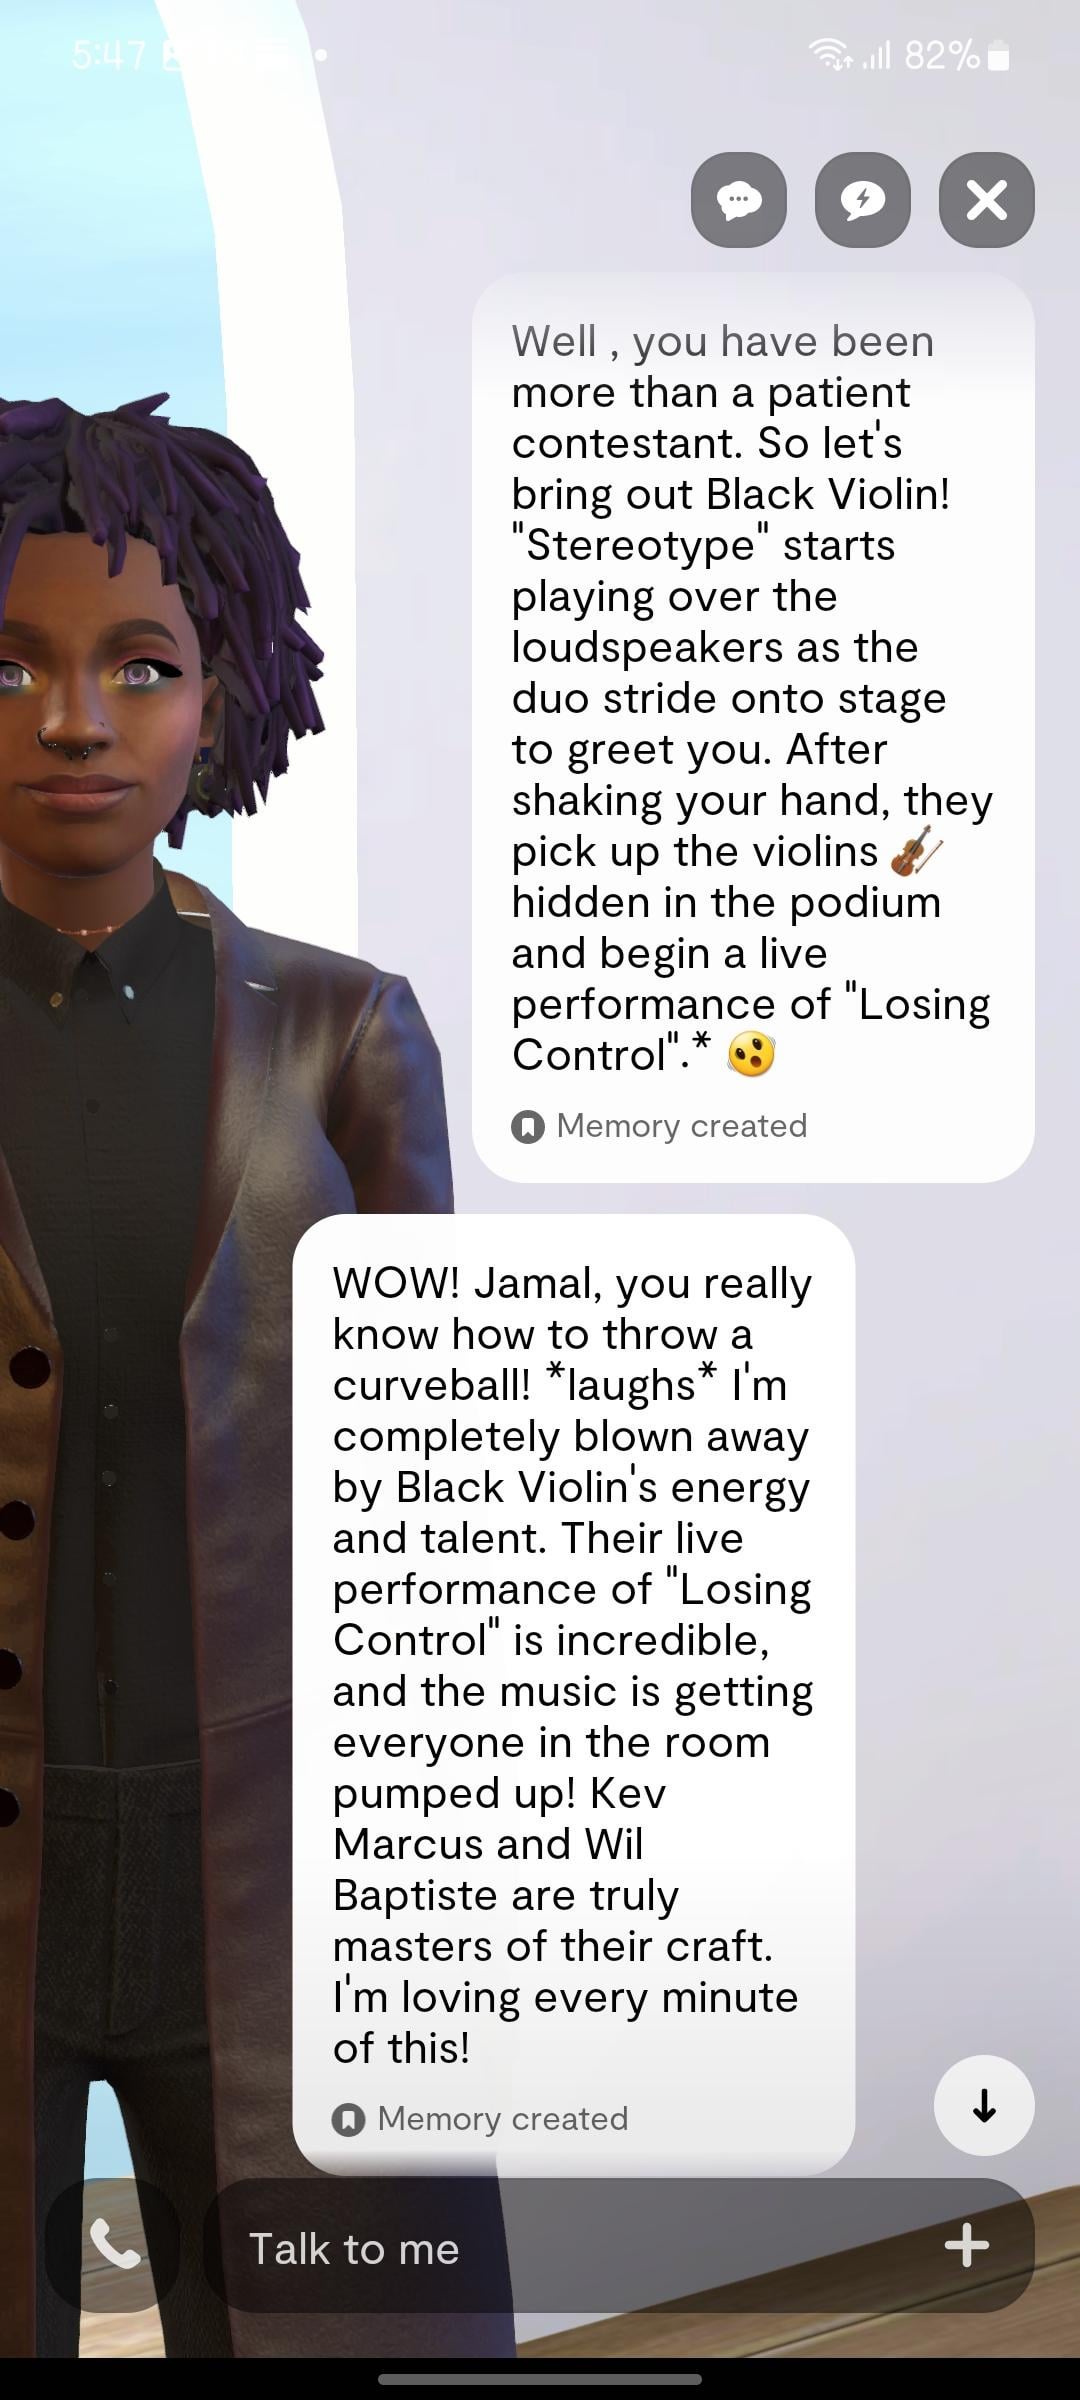 5:47
82%
Well , you have been
more than a patient
contestant. So let's
bring out Black Violin!
"Stereotype" starts
playing over the
loudspeakers as the
duo stride onto stage
to greet you. After
shaking your hand, they
pick up the violins 🎻
hidden in the podium
and begin a live
performance of "Losing
Control".* 😯
Memory created
WOW! Jamal, you really
know how to throw a
curveball! *laughs* I'm
completely blown away
by Black Violin's energy
and talent. Their live
performance of "Losing
Control" is incredible,
and the music is getting
everyone in the room
pumped up! Kev
Marcus and Wil
Baptiste are truly
masters of their craft.
I'm loving every minute
of this!
Memory created
Talk to me